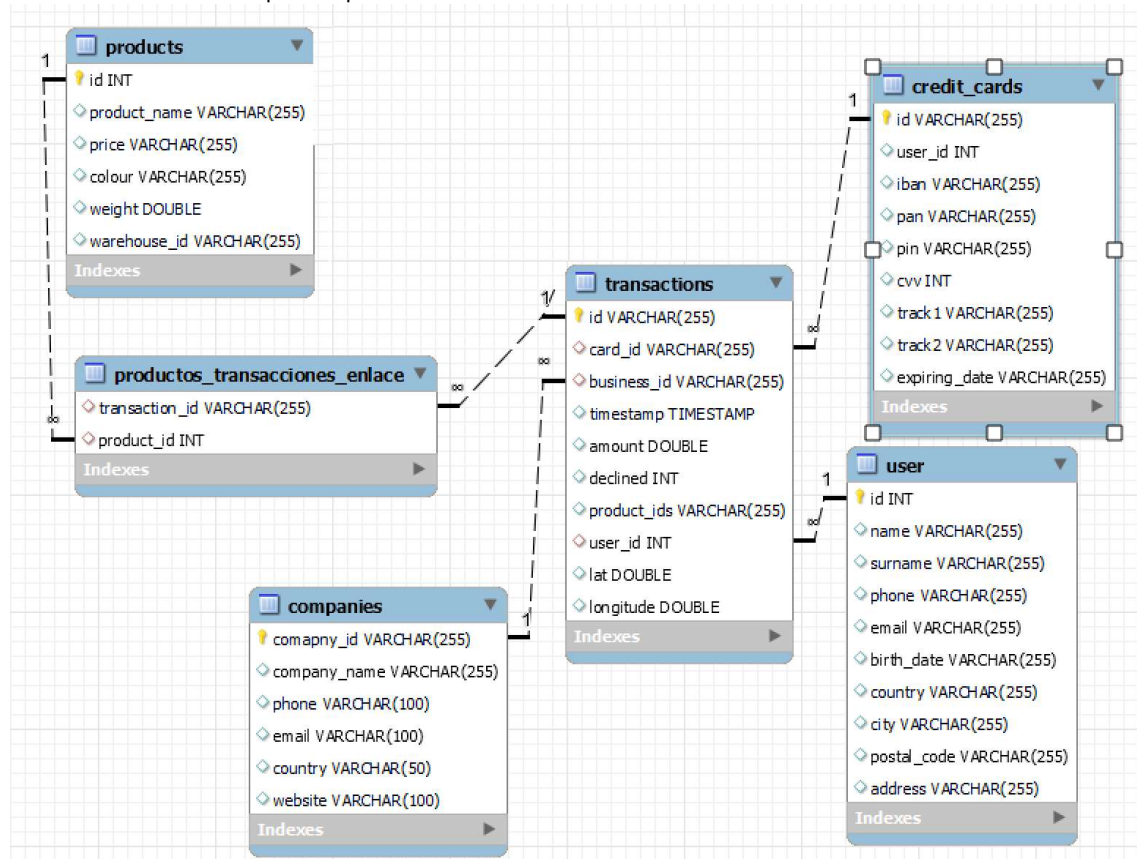 products
1
id INT
product_name VARCHAR(255)
price VARCHAR(255)
colour VARCHAR(255)
weight DOUBLE
warehouse_id VARCHAR(255)
Indexes
credit_cards
1
id VARCHAR(255)
user_id INT
iban VARCHAR(255)
pan VARCHAR(255)
pin VARCHAR(255)
cvv INT
track1 VARCHAR(255)
track2 VARCHAR(255)
expiring_date VARCHAR(255)
Indexes
transactions
1
id VARCHAR(255)
∞
card_id VARCHAR(255)
∞
business_id VARCHAR(255)
timestamp TIMESTAMP
amount DOUBLE
declined INT
product_ids VARCHAR(255)
∞
user_id INT
lat DOUBLE
longitude DOUBLE
Indexes
productos_transacciones_enlace
∞
transaction_id VARCHAR(255)
∞
product_id INT
Indexes
user
1
id INT
name VARCHAR(255)
surname VARCHAR(255)
phone VARCHAR(255)
email VARCHAR(255)
birth_date VARCHAR(255)
country VARCHAR(255)
city VARCHAR(255)
postal_code VARCHAR(255)
address VARCHAR(255)
Indexes
companies
1
comapny_id VARCHAR(255)
company_name VARCHAR(255)
phone VARCHAR(100)
email VARCHAR(100)
country VARCHAR(50)
website VARCHAR(100)
Indexes